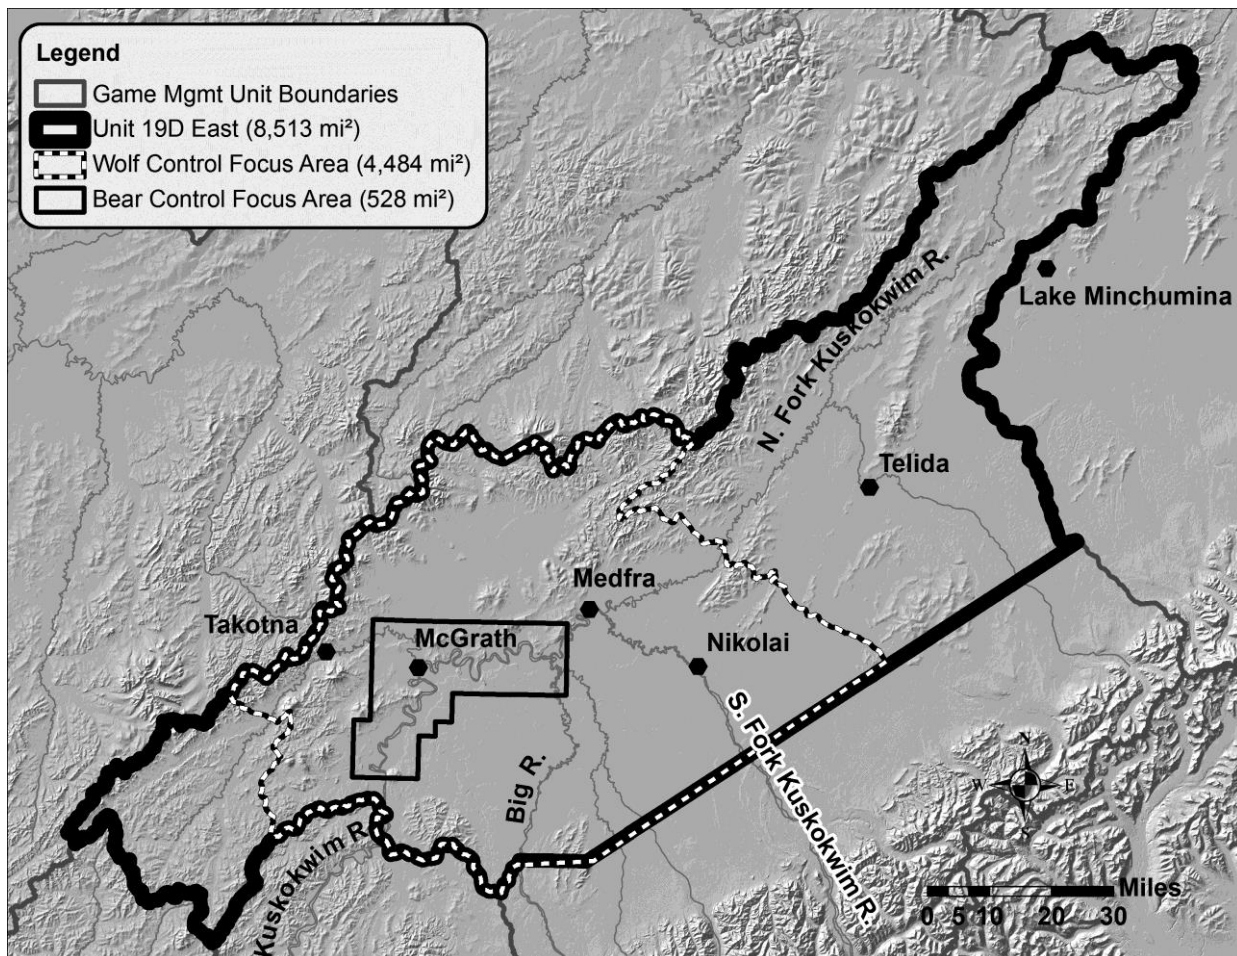 Legend
Game Mgmt Unit Boundaries
Unit 19D East (8,513 mi²)
Wolf Control Focus Area (4,484 mi²)
Bear Control Focus Area (528 mi²)
Lake Minchumina
N. Fork Kuskokwim R.
Telida
Medfra
Takotna
McGrath
Nikolai
S. Fork Kuskokwim R.
Big R.
Kuskokwim R.
N
W
E
S
Miles
0 5 10 20 30